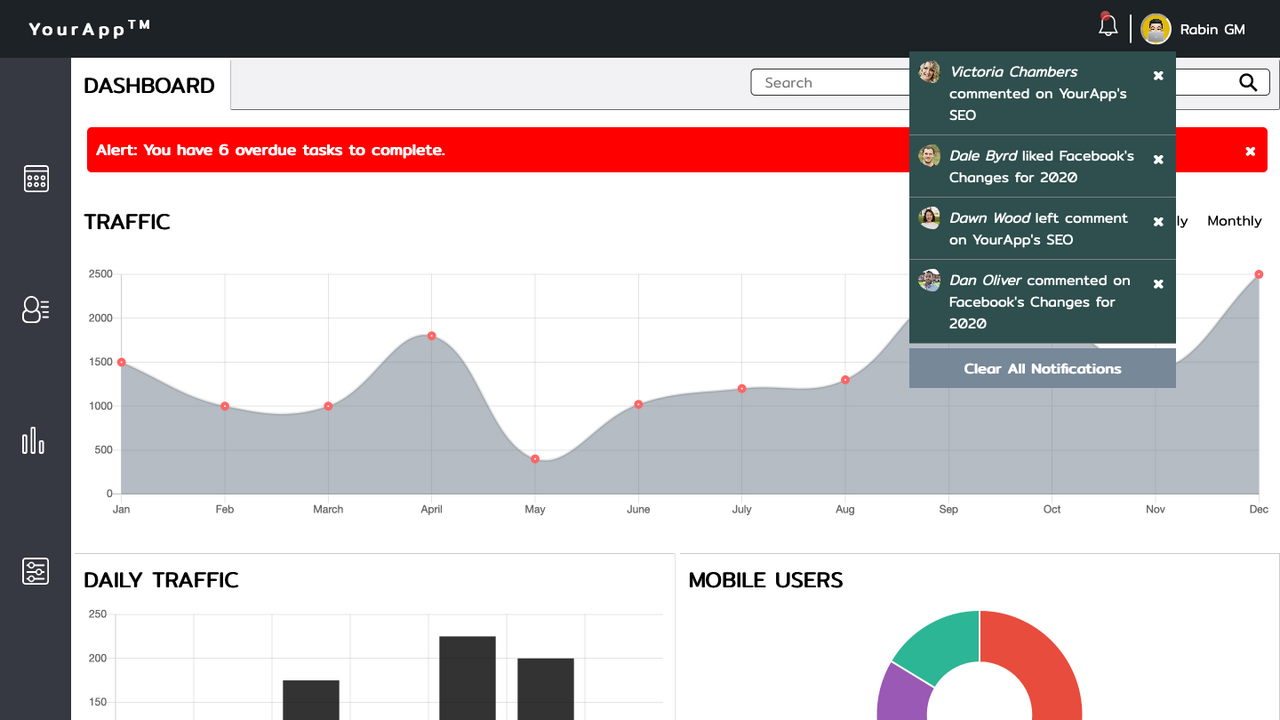 YourApp™
Rabin GM
DASHBOARD
Search
Victoria Chambers
commented on YourApp's
SEO
Dale Byrd liked Facebook's
Changes for 2020
Dawn Wood left comment
on YourApp's SEO
Dan Oliver commented on
Facebook's Changes for
2020
Clear All Notifications
Alert: You have 6 overdue tasks to complete.
TRAFFIC
ly
Monthly
2500
2000
1500
1000
500
0
Jan Feb March April May June July Aug Sep Oct Nov Dec
DAILY TRAFFIC
250
200
150
MOBILE USERS